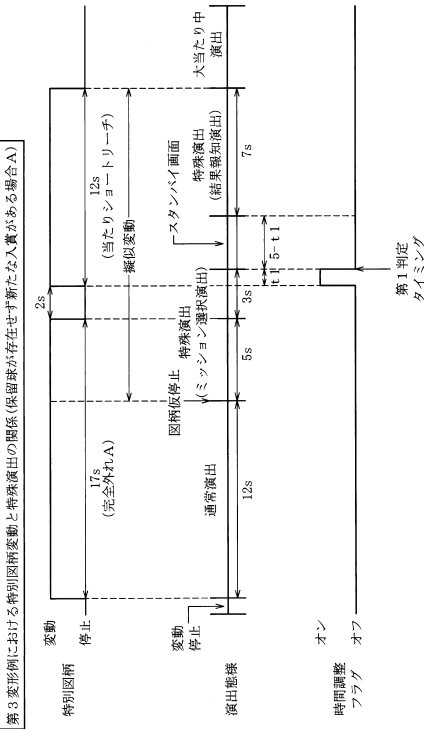 第3変形例における特別図柄変動と特殊演出の関係(保留球が存在せず新たな入賞がある場合A)
特別図柄
変動
停止
17s
(完全外れA)
2s
12s
(当たりショートリーチ)
擬似変動
図柄仮停止
特殊演出
(ミッション選択演出)
スタンバイ画面
演出態様
変動
停止
通常演出
12s
5s
3s
t1
5-t1
特殊演出
(結果報知演出)
7s
大当たり中
演出
時間調整
フラグ
オン
オフ
第1判定
タイミング